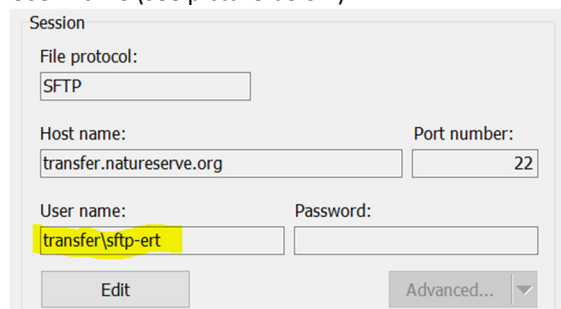 Session
File protocol:
SFTP
Host name: Port number:
transfer.natureserve.org 22
User name: Password:
transfer\sftp-ert
Edit Advanced...